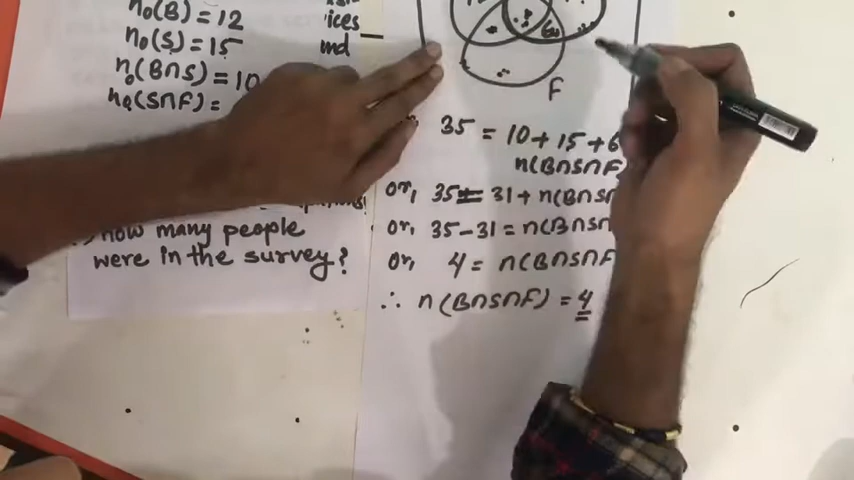 n₀(B) = 12
n₀(S) = 15
n₀(B∩S) = 10
n₀(S∩F) =
ices
md
F
35 = 10 + 15 + 6
n(B∩S∩F
or, 35 = 31 + n(B∩S∩
or, 35 - 31 = n(B∩S∩F
or, 4 = n(B∩S∩F
∴ n(B∩S∩F) = 4
how many people
were in the survey?